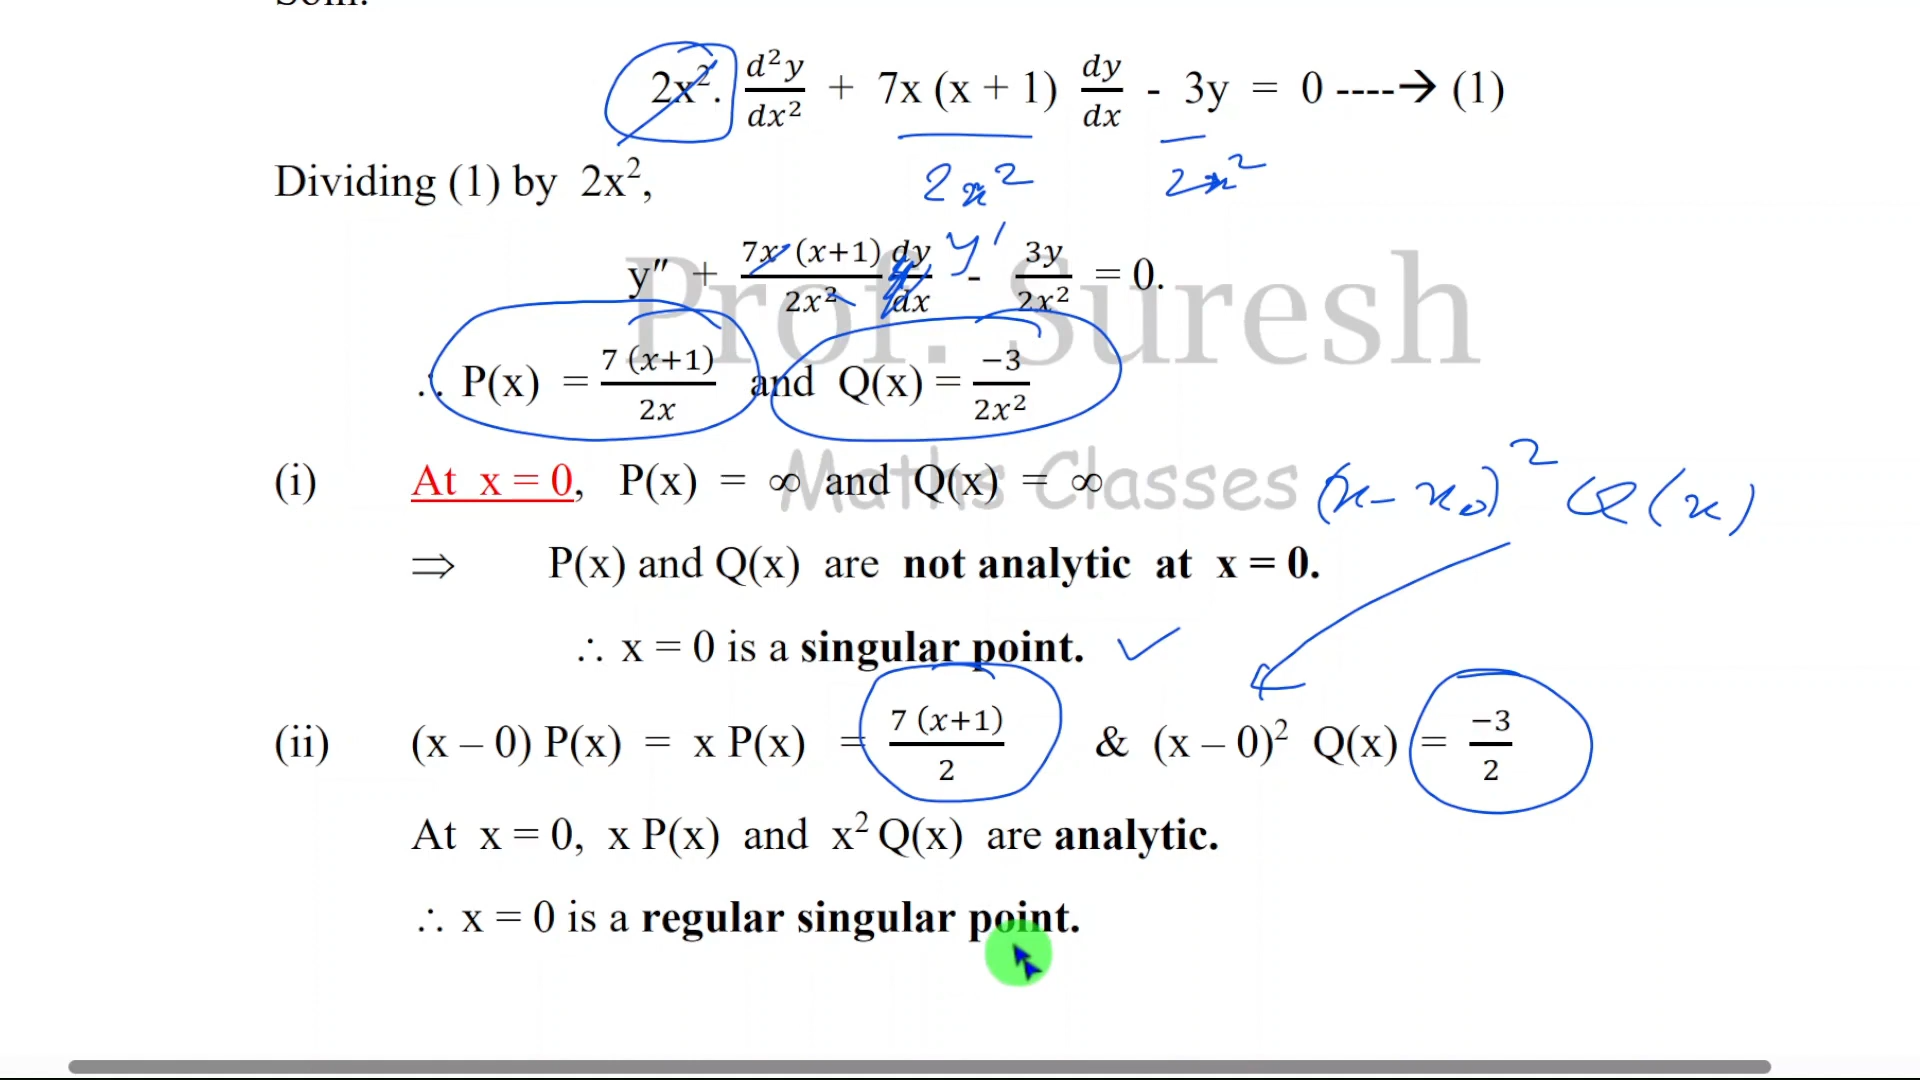 Soln:
2x². d²y/dx² + 7x (x + 1) dy/dx - 3y = 0 ----→ (1)
2x² 2x²
Dividing (1) by 2x²,
y′
y″ + 7x (x+1)/2x² dy/dx - 3y/2x² = 0.
Prof. Suresh
∴ P(x) = 7 (x+1)/2x and Q(x) = −3/2x²
Maths Classes
(i) At x = 0, P(x) = ∞ and Q(x) = ∞
(x − x₀)² Q(x)
⇒ P(x) and Q(x) are not analytic at x = 0.
∴ x = 0 is a singular point. ✓
(ii) (x – 0) P(x) = x P(x) = 7 (x+1)/2 & (x – 0)² Q(x) = −3/2
At x = 0, x P(x) and x² Q(x) are analytic.
∴ x = 0 is a regular singular point.